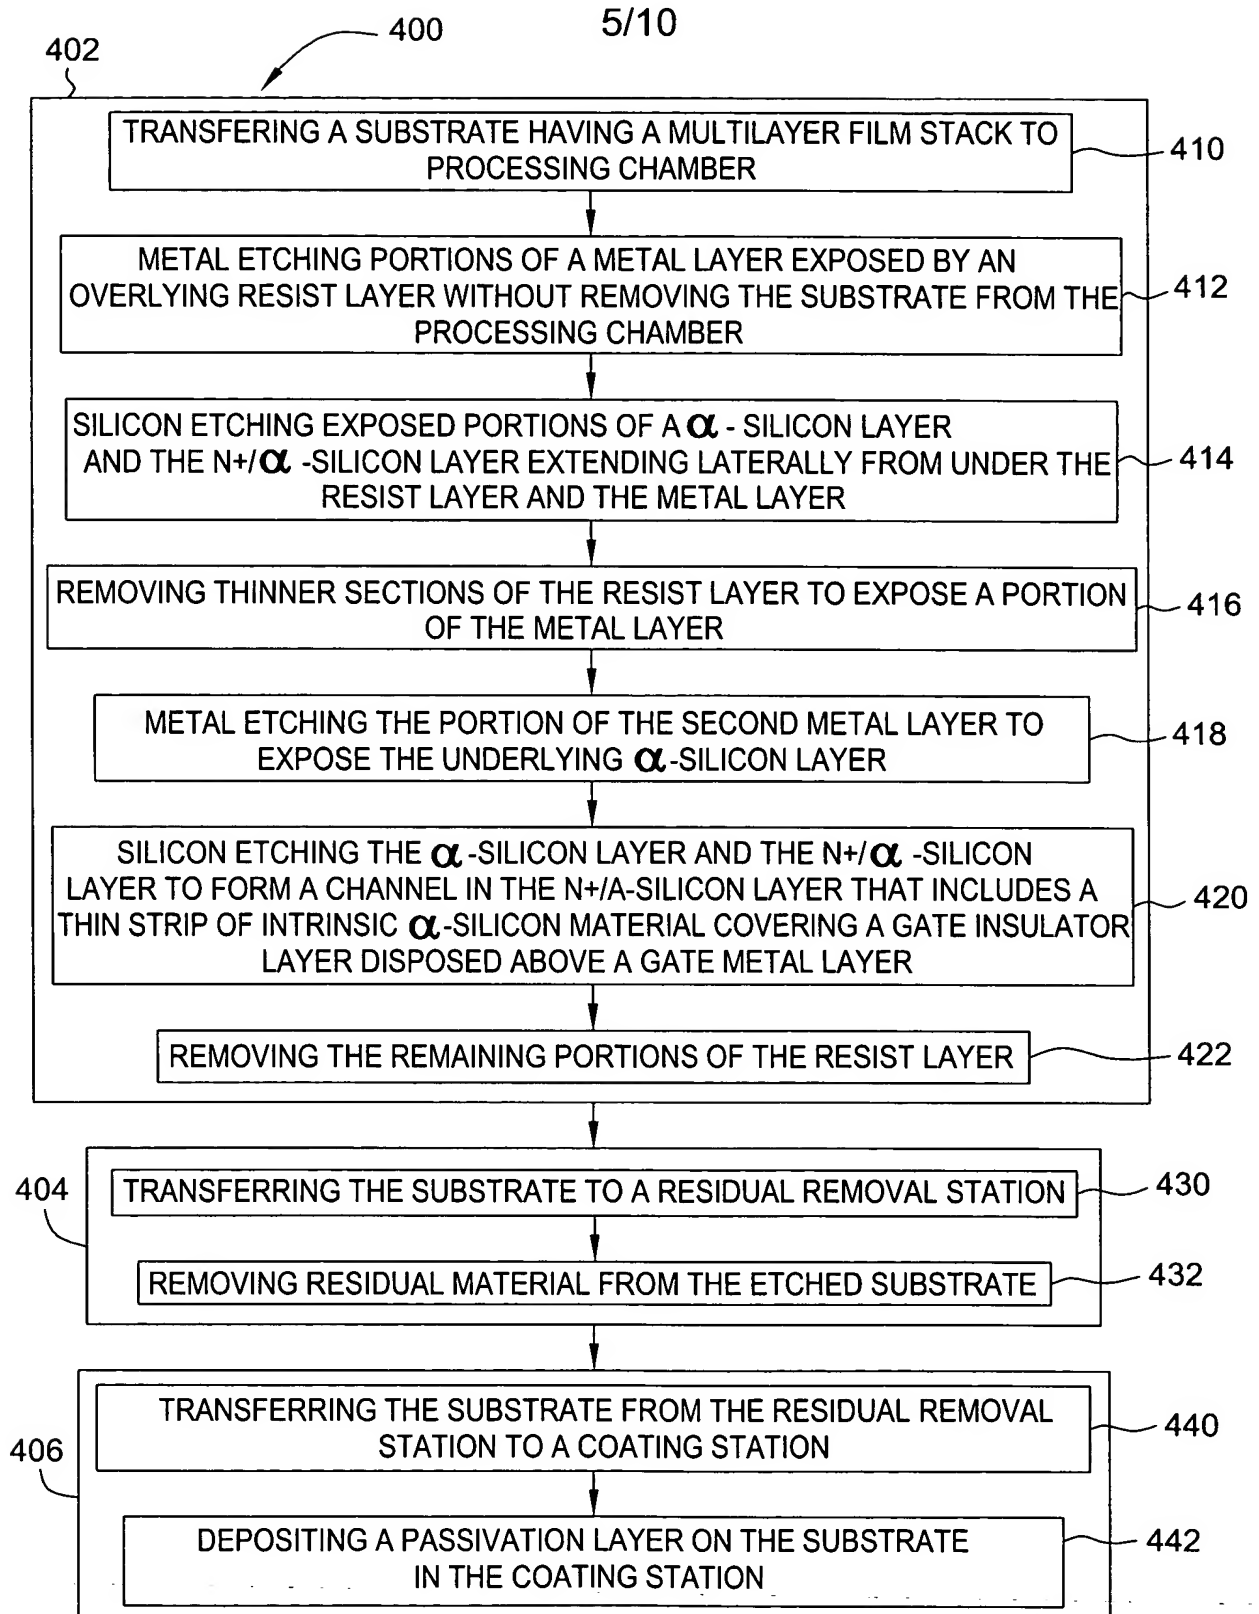 5/10
400
402
TRANSFERING A SUBSTRATE HAVING A MULTILAYER FILM STACK TO
PROCESSING CHAMBER
410
METAL ETCHING PORTIONS OF A METAL LAYER EXPOSED BY AN
OVERLYING RESIST LAYER WITHOUT REMOVING THE SUBSTRATE FROM THE
PROCESSING CHAMBER
412
SILICON ETCHING EXPOSED PORTIONS OF A α - SILICON LAYER
AND THE N+/α -SILICON LAYER EXTENDING LATERALLY FROM UNDER THE
RESIST LAYER AND THE METAL LAYER
414
REMOVING THINNER SECTIONS OF THE RESIST LAYER TO EXPOSE A PORTION
OF THE METAL LAYER
416
METAL ETCHING THE PORTION OF THE SECOND METAL LAYER TO
EXPOSE THE UNDERLYING α-SILICON LAYER
418
SILICON ETCHING THE α-SILICON LAYER AND THE N+/α -SILICON
LAYER TO FORM A CHANNEL IN THE N+/A-SILICON LAYER THAT INCLUDES A
THIN STRIP OF INTRINSIC α-SILICON MATERIAL COVERING A GATE INSULATOR
LAYER DISPOSED ABOVE A GATE METAL LAYER
420
REMOVING THE REMAINING PORTIONS OF THE RESIST LAYER
422
404
TRANSFERRING THE SUBSTRATE TO A RESIDUAL REMOVAL STATION
430
REMOVING RESIDUAL MATERIAL FROM THE ETCHED SUBSTRATE
432
406
TRANSFERRING THE SUBSTRATE FROM THE RESIDUAL REMOVAL
STATION TO A COATING STATION
440
DEPOSITING A PASSIVATION LAYER ON THE SUBSTRATE
IN THE COATING STATION
442